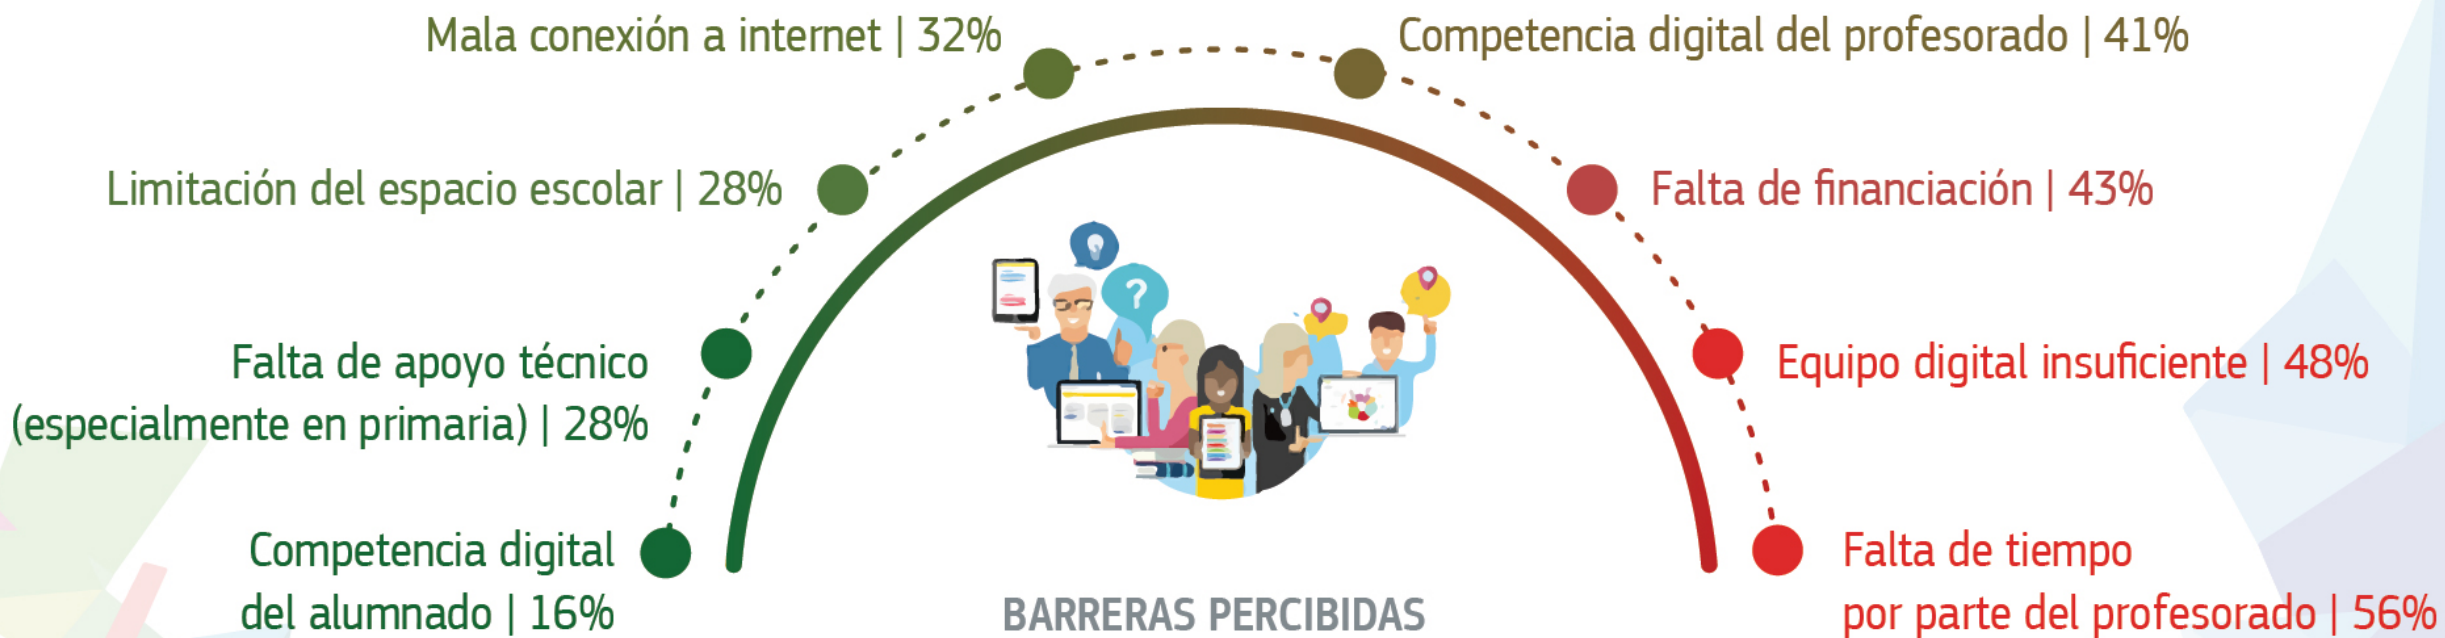 Mala conexión a internet | 32%
Competencia digital del profesorado | 41%
Limitación del espacio escolar | 28%
Falta de financiación | 43%
Falta de apoyo técnico
(especialmente en primaria) | 28%
Equipo digital insuficiente | 48%
Competencia digital
del alumnado | 16%
Falta de tiempo
por parte del profesorado | 56%
?
BARRERAS PERCIBIDAS